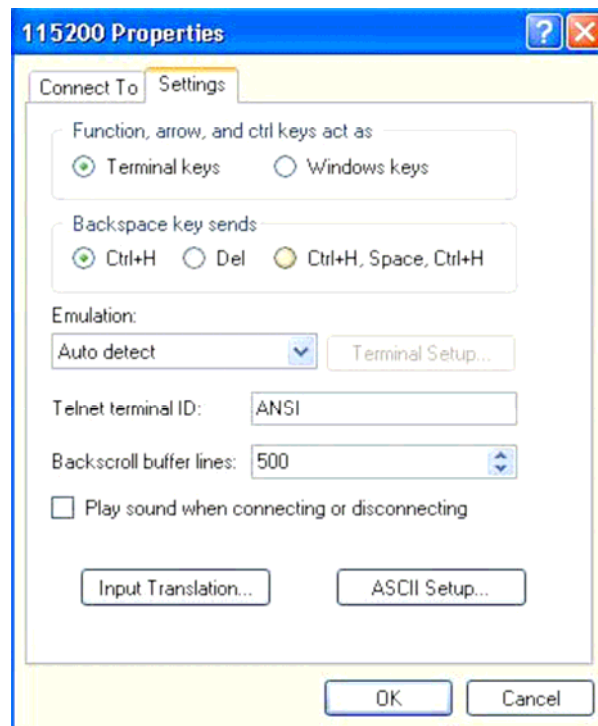 115200 Properties
Connect To Settings
Function, arrow, and ctrl keys act as
Terminal keys Windows keys
Backspace key sends
Ctrl+H Del Ctrl+H, Space, Ctrl+H
Emulation:
Auto detect Terminal Setup...
Telnet terminal ID: ANSI
Backscroll buffer lines: 500
Play sound when connecting or disconnecting
Input Translation... ASCII Setup...
OK Cancel